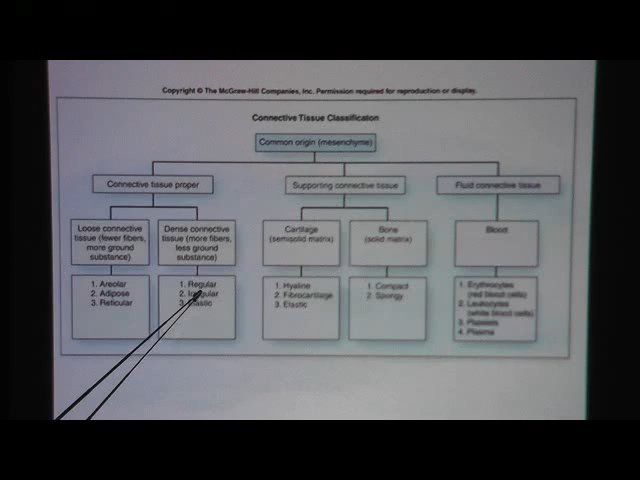 Copyright © The McGraw-Hill Companies, Inc. Permission required for reproduction or display.
Connective Tissue Classification
Common origin (mesenchyme)
Connective tissue proper
Supporting connective tissue
Fluid connective tissue
Loose connective
tissue (fewer fibers,
more ground
substance)
Dense connective
tissue (more fibers,
less ground
substance)
Cartilage
(semisolid matrix)
Bone
(solid matrix)
Blood
1. Areolar
2. Adipose
3. Reticular
1. Regular
2. Irregular
3. Elastic
1. Hyaline
2. Fibrocartilage
3. Elastic
1. Compact
2. Spongy
1. Erythrocytes
(red blood cells)
2. Leukocytes
(white blood cells)
3. Platelets
4. Plasma